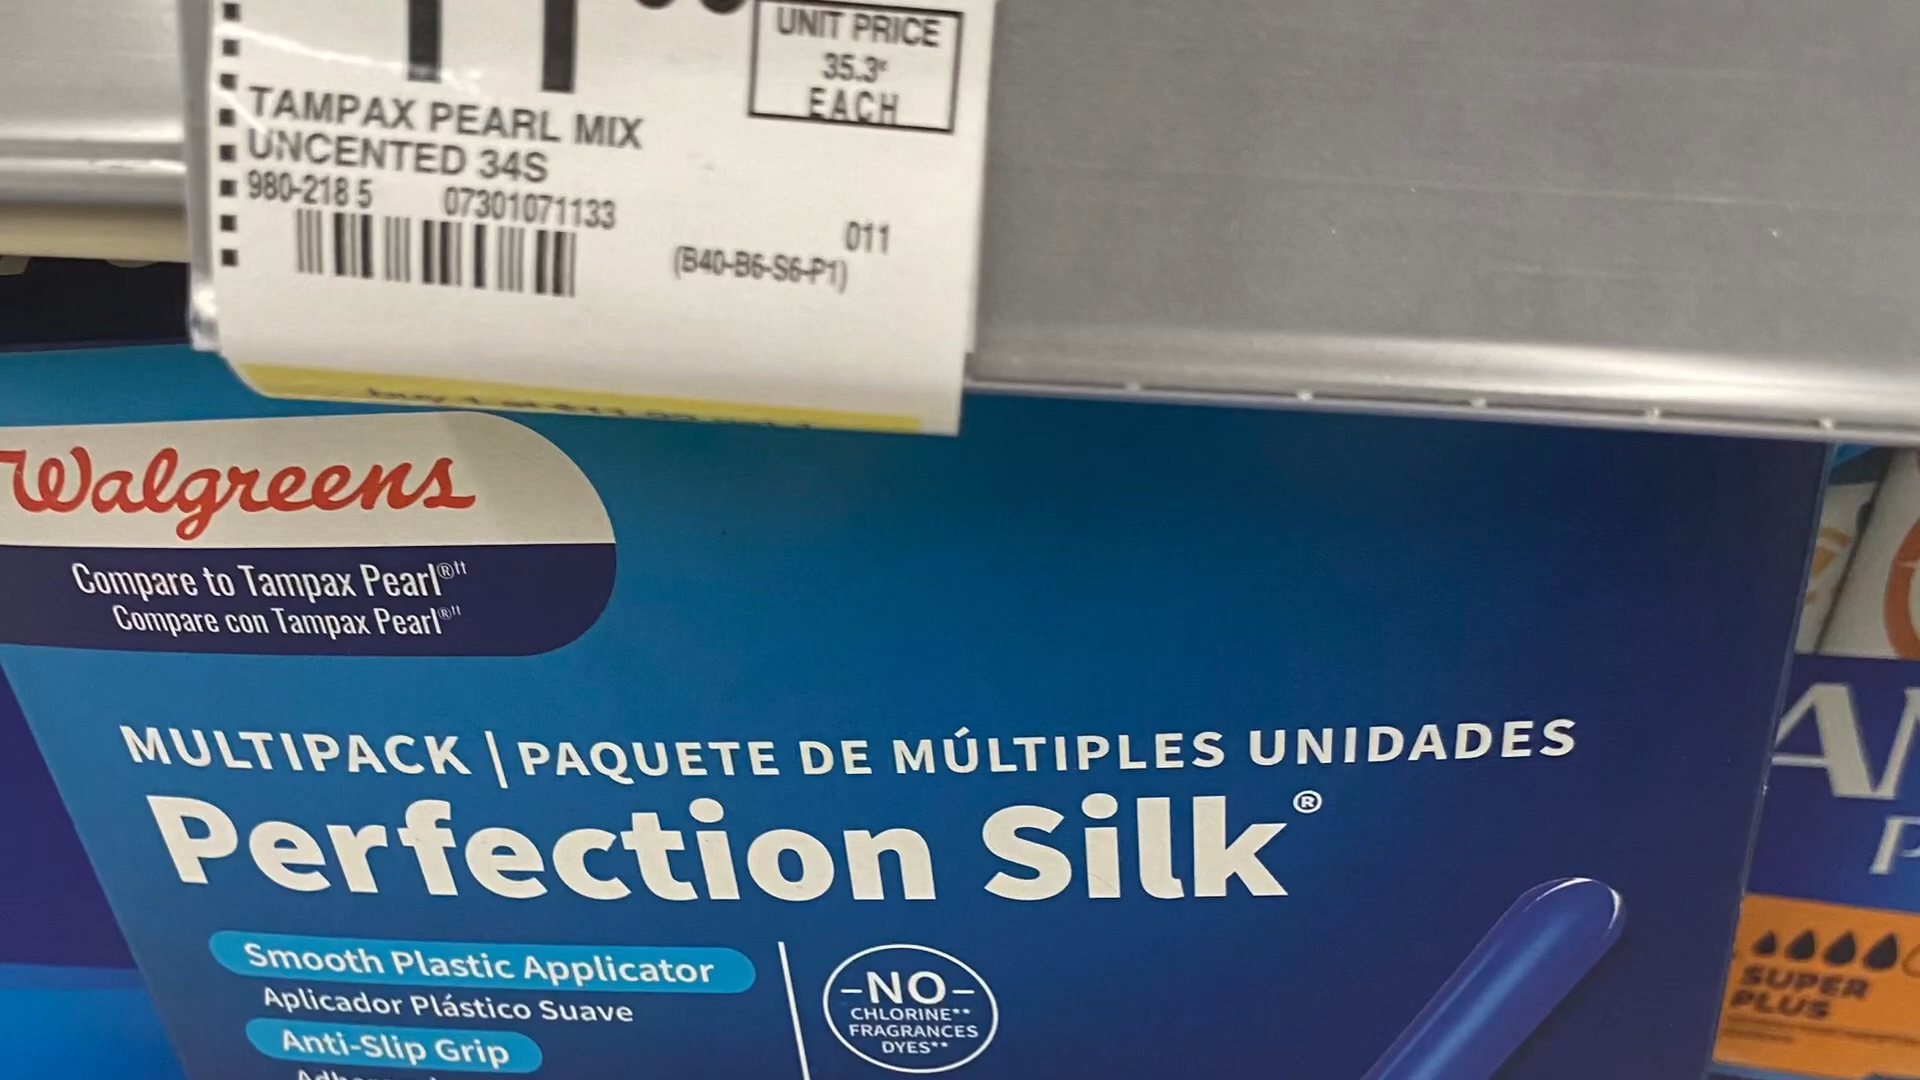 UNIT PRICE
35.3¢
EACH
TAMPAX PEARL MIX
UNCENTED 34S
980-218 5 07301071133
011
(B40-B6-S6-P1)
Walgreens
Compare to Tampax Pearl®††
Compare con Tampax Pearl®††
MULTIPACK | PAQUETE DE MÚLTIPLES UNIDADES
Perfection Silk®
Smooth Plastic Applicator
Aplicador Plástico Suave
Anti-Slip Grip
-NO-
CHLORINE**
FRAGRANCES
DYES**
SUPER
PLUS